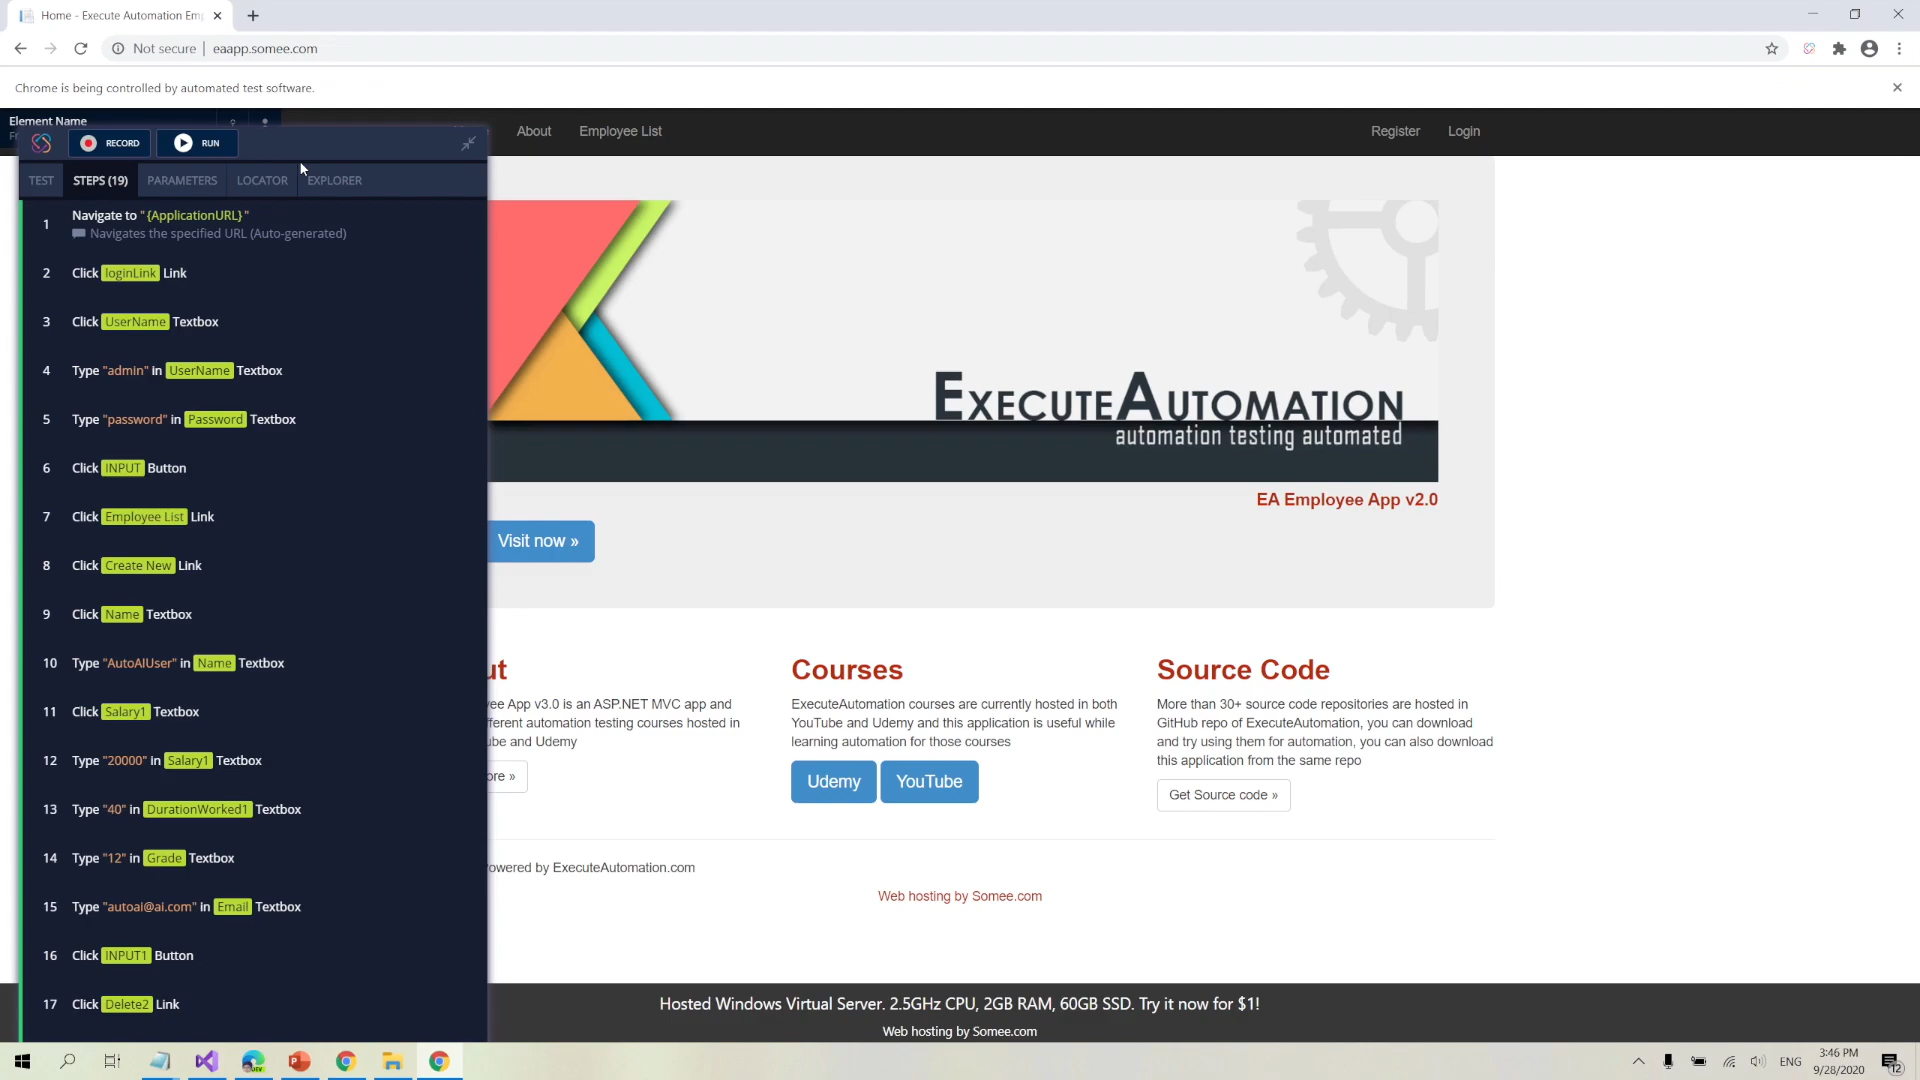 Home - Execute Automation Emp
Not secure | eaapp.somee.com
Chrome is being controlled by automated test software.
Element Name
RECORD
RUN
About
Employee List
Register
Login
TEST
STEPS (19)
PARAMETERS
LOCATOR
EXPLORER
1 Navigate to "{ApplicationURL}"
Navigates the specified URL (Auto-generated)
2 Click loginLink Link
3 Click UserName Textbox
4 Type "admin" in UserName Textbox
5 Type "password" in Password Textbox
6 Click INPUT Button
7 Click Employee List Link
8 Click Create New Link
9 Click Name Textbox
10 Type "AutoAIUser" in Name Textbox
11 Click Salary1 Textbox
12 Type "20000" in Salary1 Textbox
13 Type "40" in DurationWorked1 Textbox
14 Type "12" in Grade Textbox
15 Type "autoai@ai.com" in Email Textbox
16 Click INPUT1 Button
17 Click Delete2 Link
EXECUTEAUTOMATION
automation testing automated
EA Employee App v2.0
Visit now »
ut
ee App v3.0 is an ASP.NET MVC app and
fferent automation testing courses hosted in
ube and Udemy
ore »
Courses
ExecuteAutomation courses are currently hosted in both
YouTube and Udemy and this application is useful while
learning automation for those courses
Udemy
YouTube
Source Code
More than 30+ source code repositories are hosted in
GitHub repo of ExecuteAutomation, you can download
and try using them for automation, you can also download
this application from the same repo
Get Source code »
owered by ExecuteAutomation.com
Web hosting by Somee.com
Hosted Windows Virtual Server. 2.5GHz CPU, 2GB RAM, 60GB SSD. Try it now for $1!
Web hosting by Somee.com
DEV
ENG
3:46 PM
9/28/2020
12